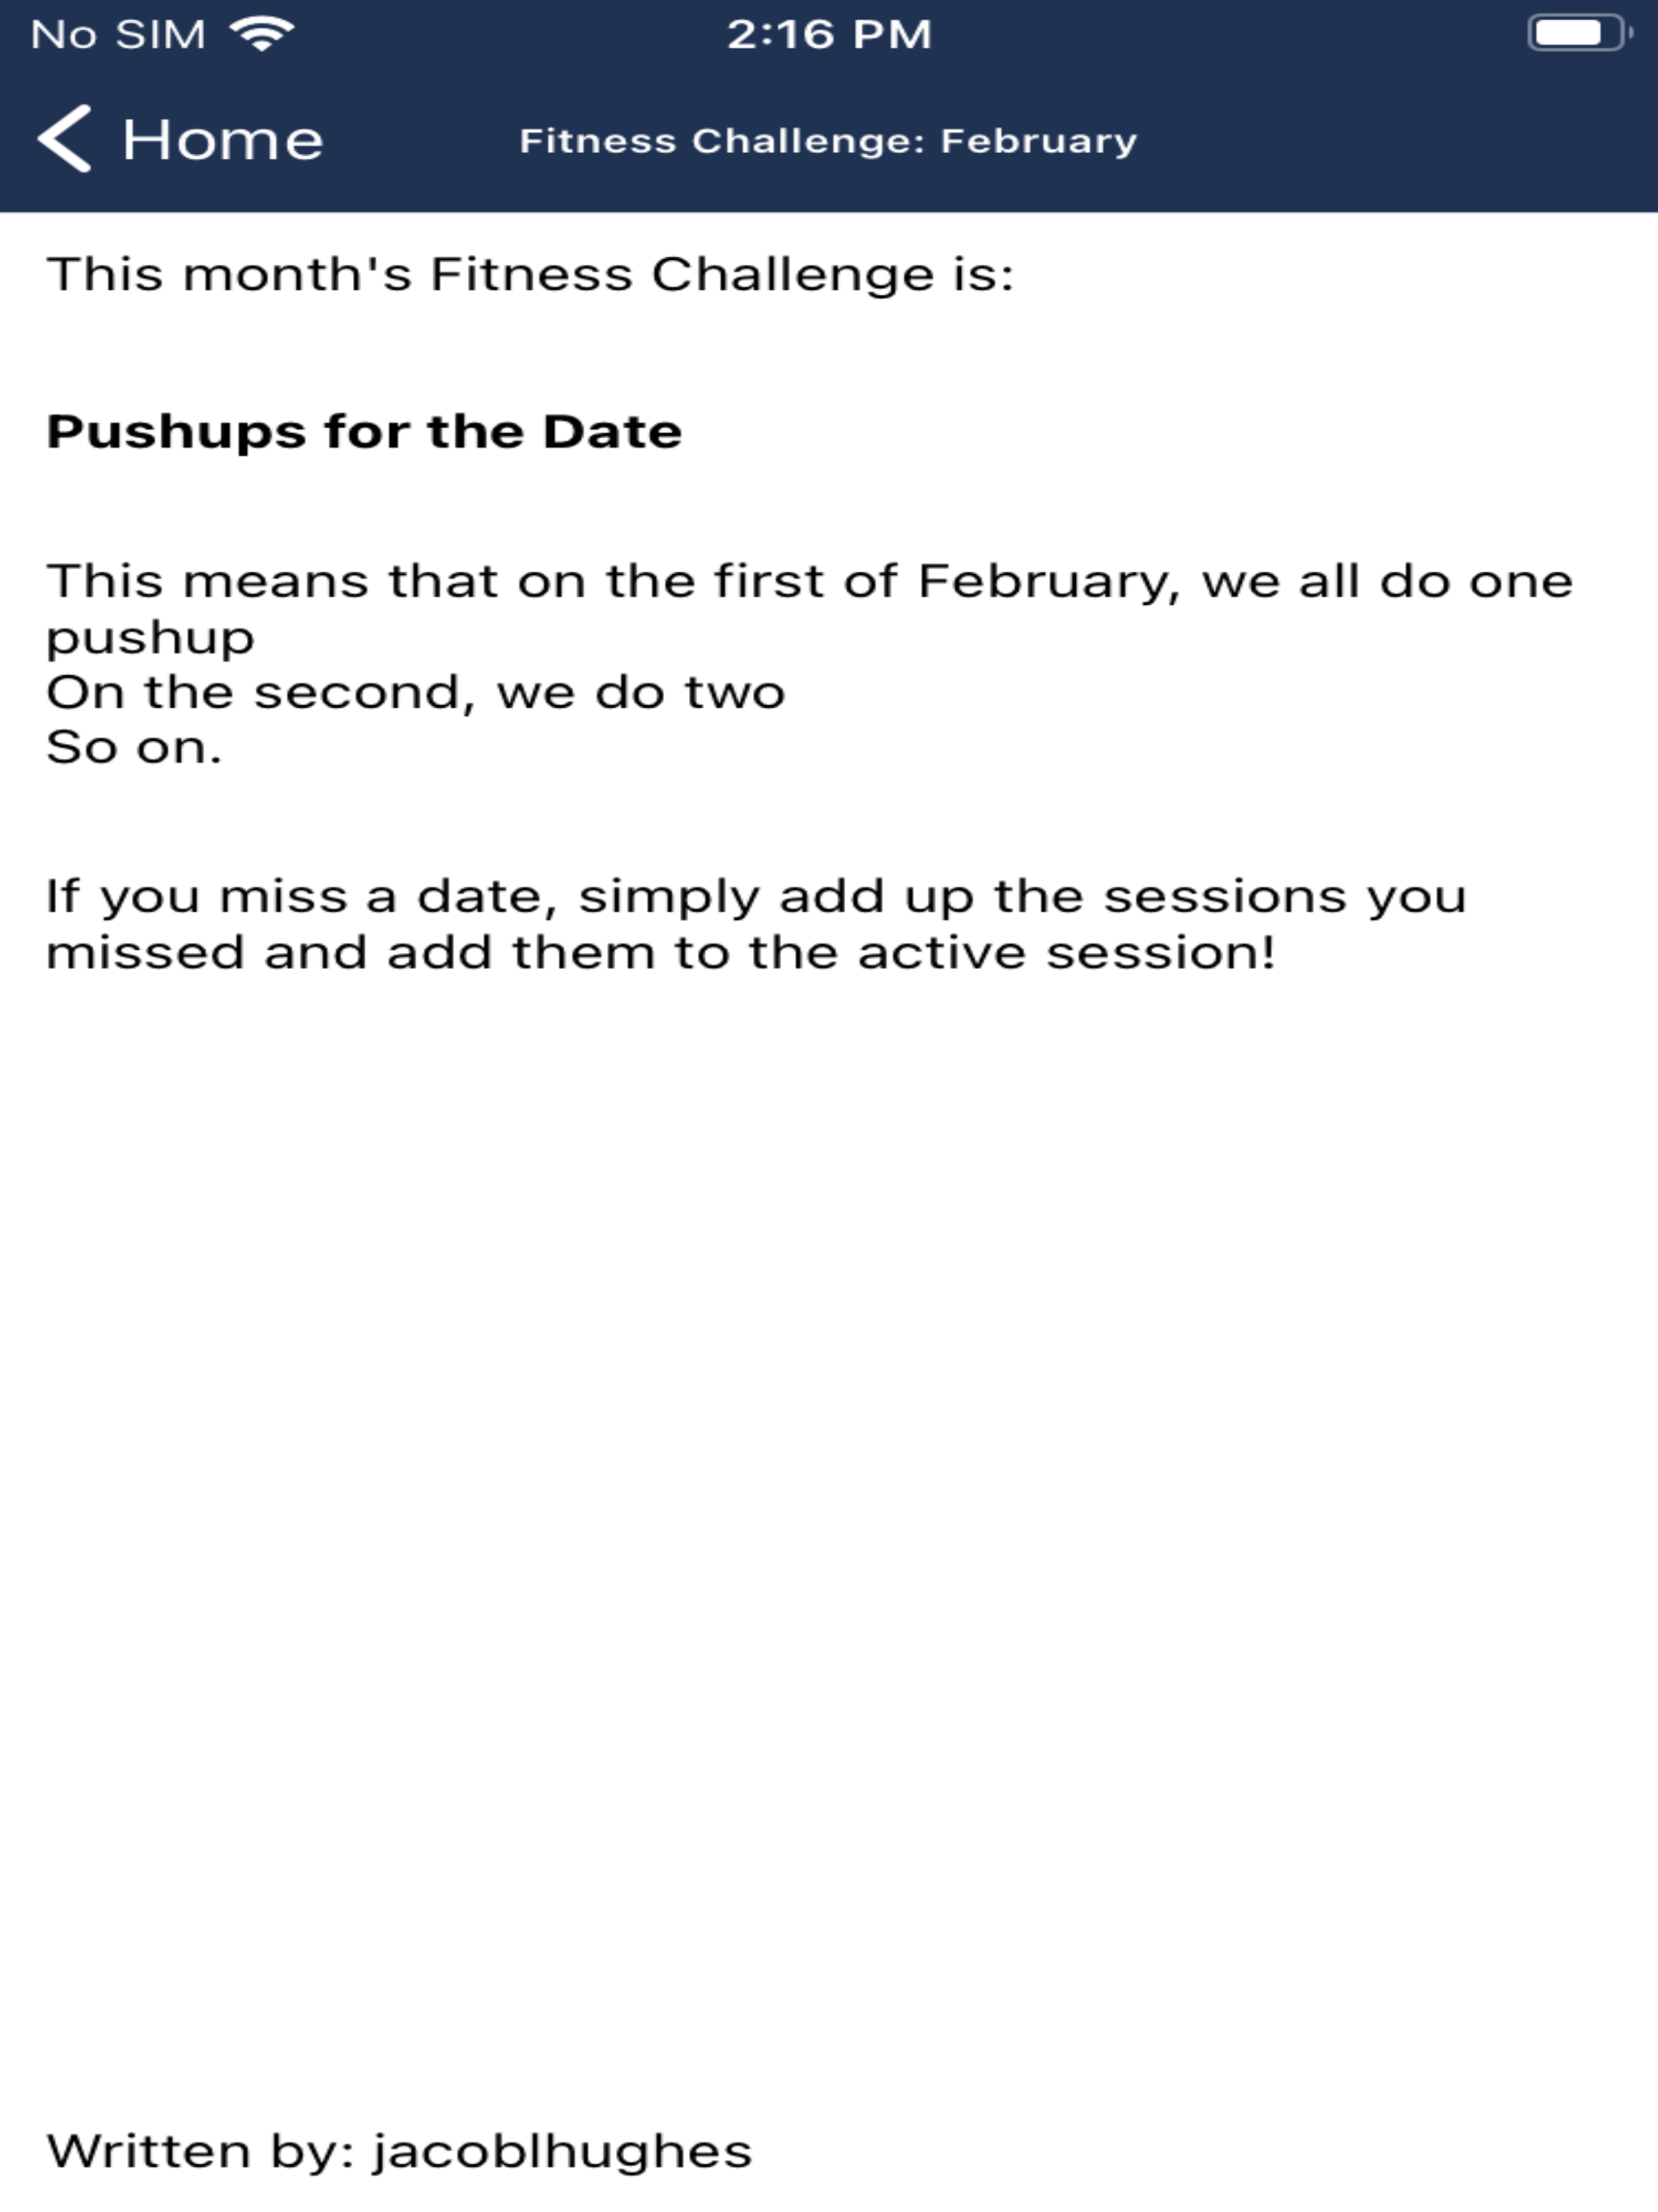 No SIM 2:16 PM
Home Fitness Challenge: February
This month's Fitness Challenge is:
Pushups for the Date
This means that on the first of February, we all do one
pushup
On the second, we do two
So on.
If you miss a date, simply add up the sessions you
missed and add them to the active session!
Written by: jacoblhughes